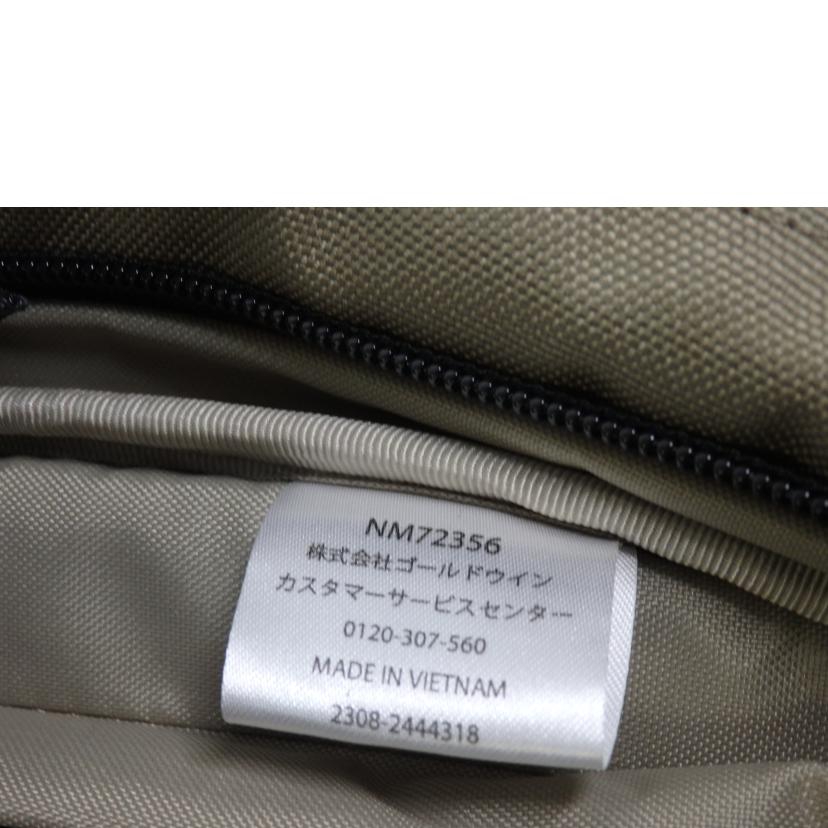 NM72356
株式会社ゴールドウイン
カスタマーサービスセンター
0120-307-560
MADE IN VIETNAM
2308-2444318